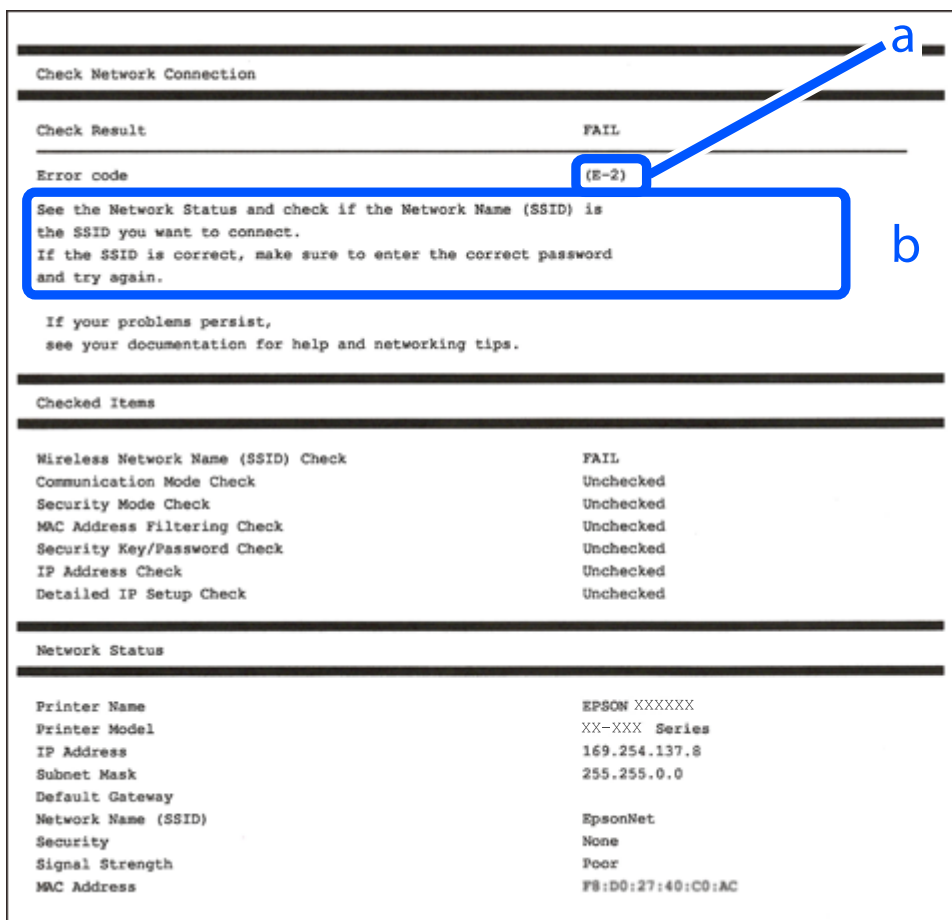 a
Check Network Connection
Check Result FAIL
Error code (E-2)
See the Network Status and check if the Network Name (SSID) is
the SSID you want to connect.
If the SSID is correct, make sure to enter the correct password
and try again.
b
If your problems persist,
see your documentation for help and networking tips.
Checked Items
Wireless Network Name (SSID) Check FAIL
Communication Mode Check Unchecked
Security Mode Check Unchecked
MAC Address Filtering Check Unchecked
Security Key/Password Check Unchecked
IP Address Check Unchecked
Detailed IP Setup Check Unchecked
Network Status
Printer Name EPSON XXXXXX
Printer Model XX-XXX Series
IP Address 169.254.137.8
Subnet Mask 255.255.0.0
Default Gateway
Network Name (SSID) EpsonNet
Security None
Signal Strength Poor
MAC Address F8:D0:27:40:C0:AC